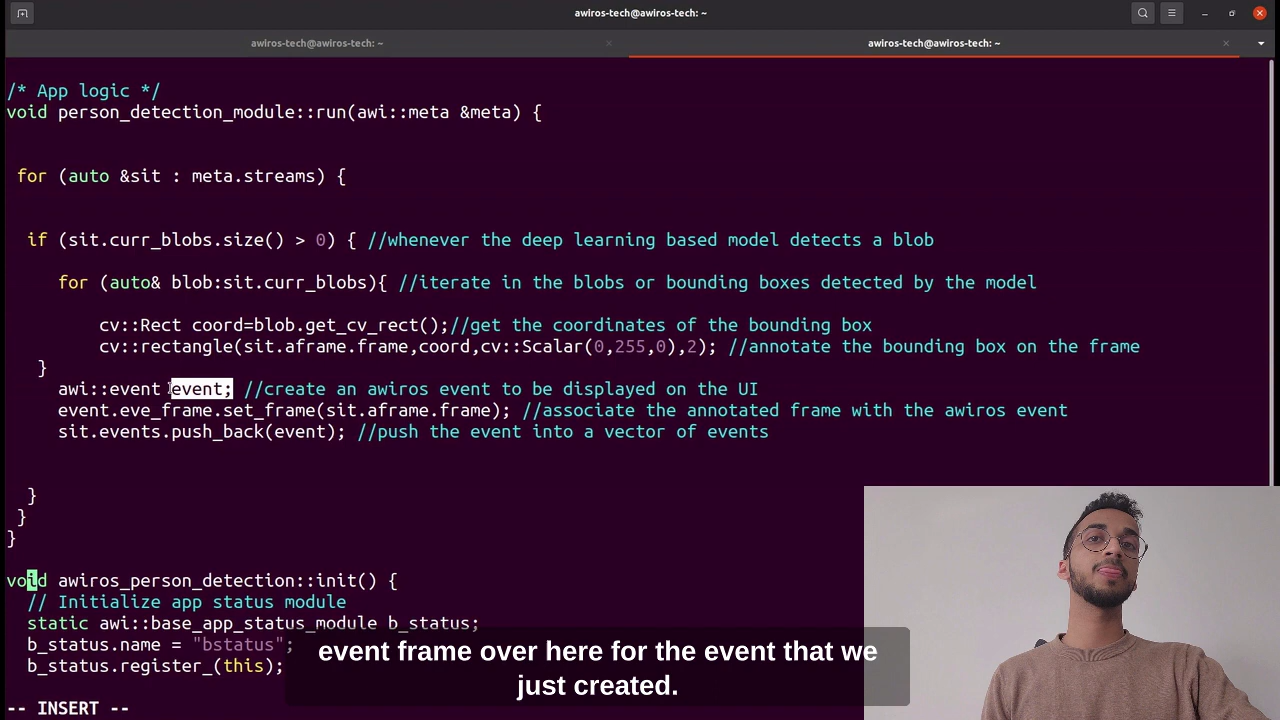 awiros-tech@awiros-tech: ~
awiros-tech@awiros-tech: ~
awiros-tech@awiros-tech: ~
/* App logic */
void person_detection_module::run(awi::meta &meta) {
for (auto &sit : meta.streams) {
if (sit.curr_blobs.size() > 0) { //whenever the deep learning based model detects a blob
for (auto& blob:sit.curr_blobs){ //iterate in the blobs or bounding boxes detected by the model
cv::Rect coord=blob.get_cv_rect();//get the coordinates of the bounding box
cv::rectangle(sit.aframe.frame,coord,cv::Scalar(0,255,0),2); //annotate the bounding box on the frame
}
awi::event event; //create an awiros event to be displayed on the UI
event.eve_frame.set_frame(sit.aframe.frame); //associate the annotated frame with the awiros event
sit.events.push_back(event); //push the event into a vector of events
}
}
}
void awiros_person_detection::init() {
// Initialize app status module
static awi::base_app_status_module b_status;
b_status.name = "bstatus";
b_status.register_(this);
event frame over here for the event that we
just created.
-- INSERT --